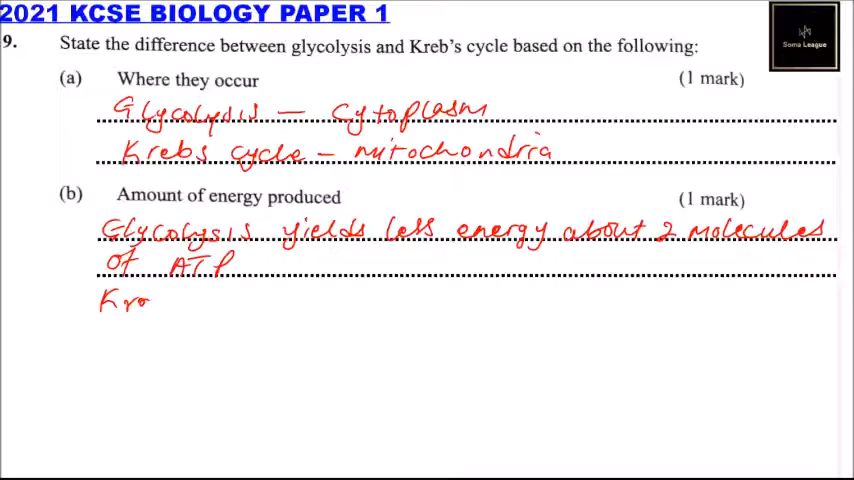 2021 KCSE BIOLOGY PAPER 1
Soma League
9. State the difference between glycolysis and Kreb's cycle based on the following:
(a) Where they occur (1 mark)
Glycolysis – Cytoplasm
Krebs cycle – mitochondria
(b) Amount of energy produced (1 mark)
Glycolysis yields less energy about 2 molecules
of ATP
Kre